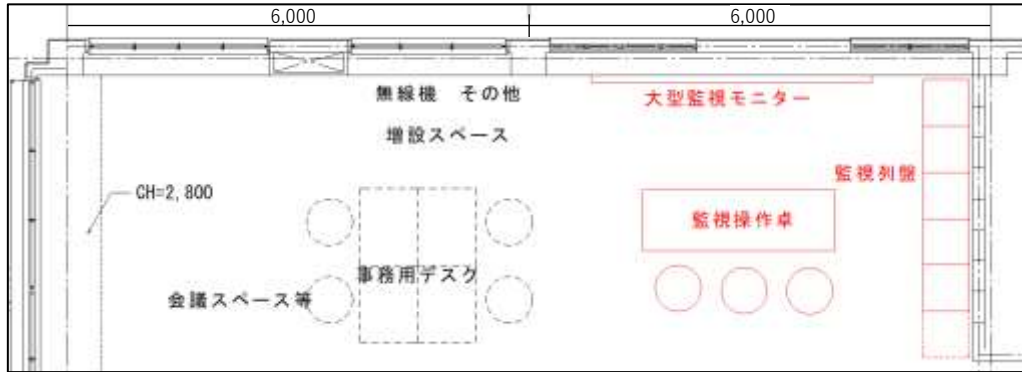 6,000
6,000
無線機　その他
増設スペース
大型監視モニター
監視列盤
CH=2,800
監視操作卓
事務用デスク
会議スペース等